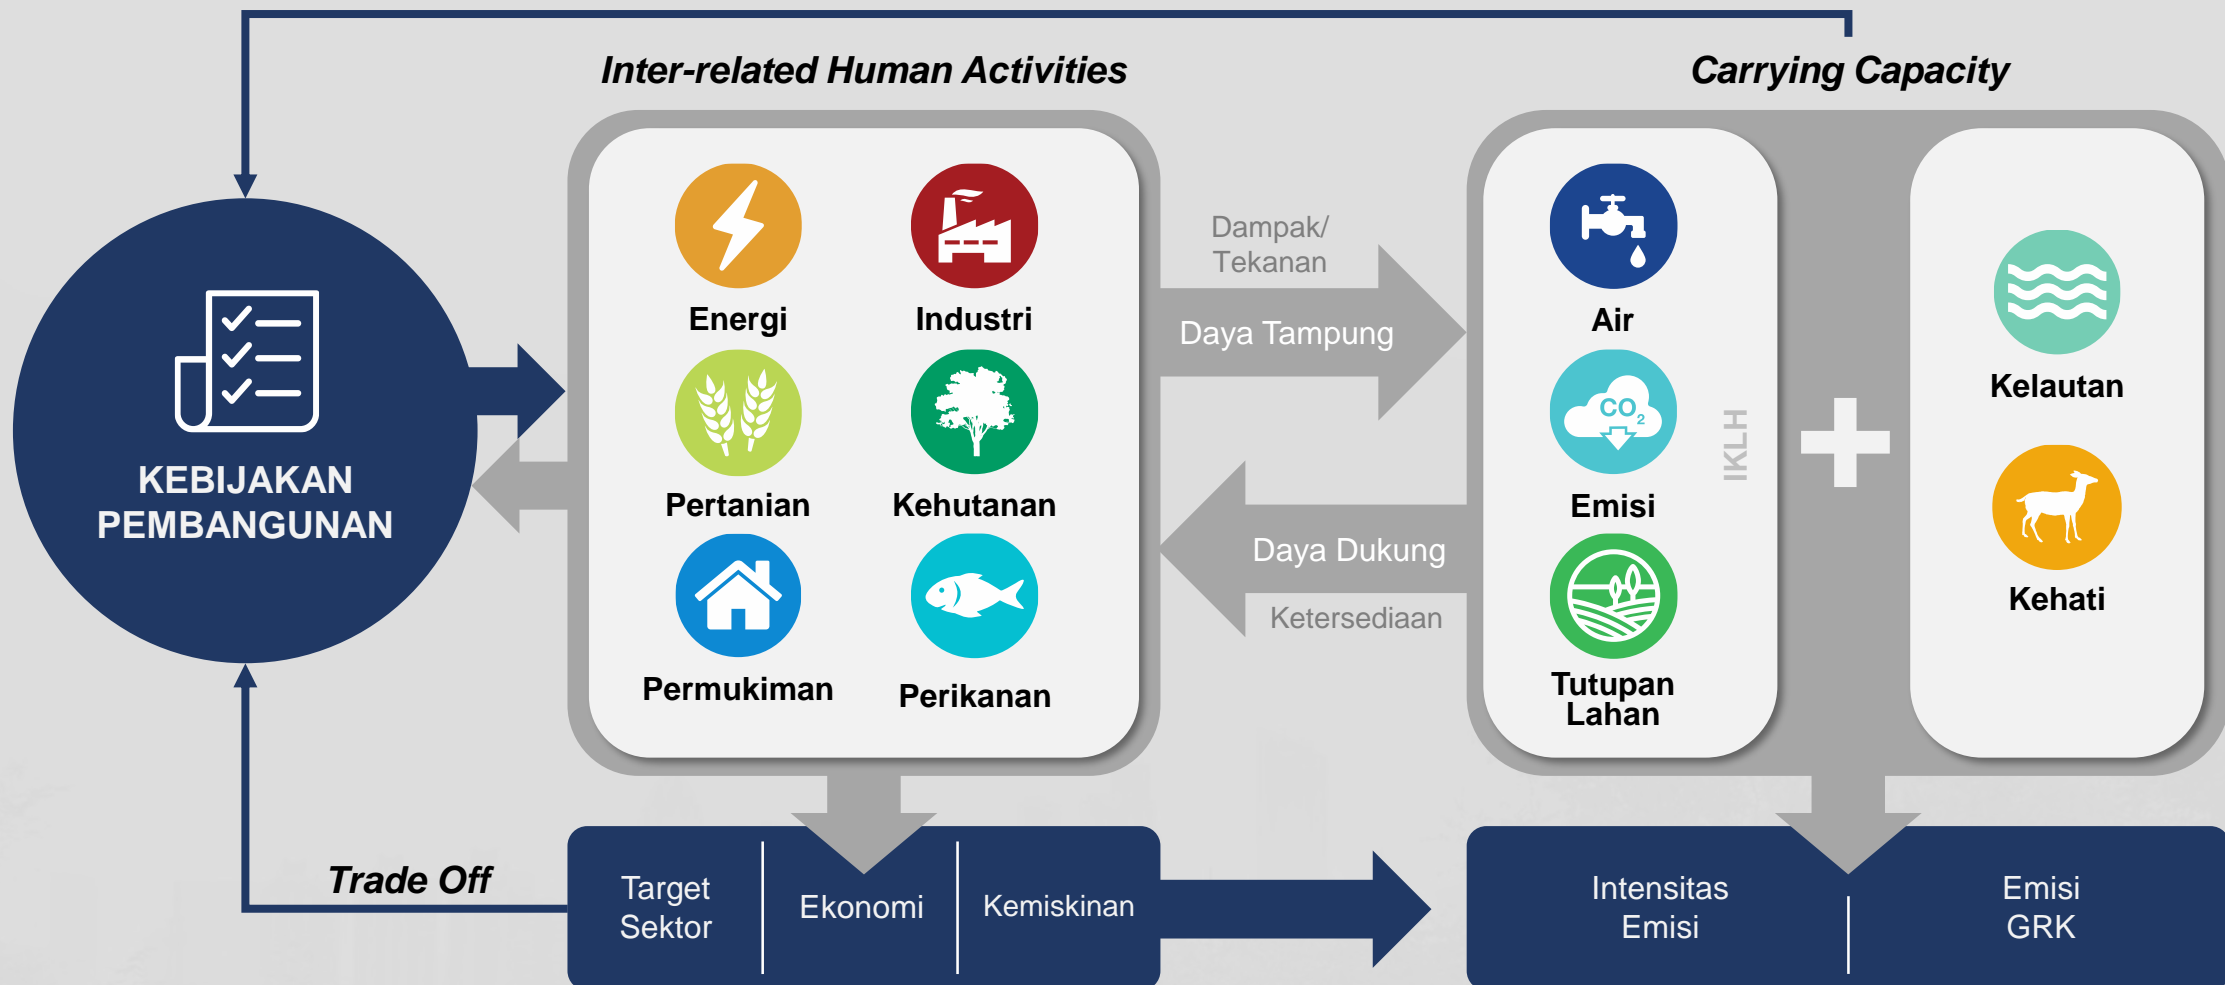 Inter-related Human Activities
Carrying Capacity
KEBIJAKAN
PEMBANGUNAN
Energi
Industri
Pertanian
Kehutanan
Permukiman
Perikanan
Dampak/
Tekanan
Daya Tampung
Daya Dukung
Ketersediaan
Air
CO2
Emisi
Tutupan
Lahan
IKLH
Kelautan
Kehati
Trade Off
Target
Sektor
Ekonomi
Kemiskinan
Intensitas
Emisi
Emisi
GRK